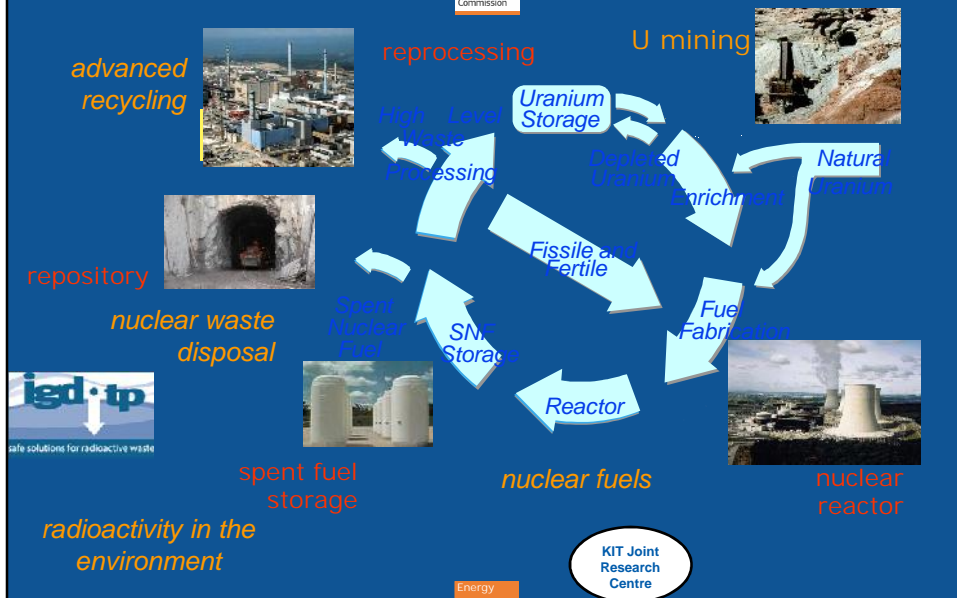 Commission
reprocessing
U mining
advanced
recycling
Uranium
Storage
High Level
Waste
Processing
Depleted
Uranium
Enrichment
Natural
Uranium
Fissile and
Fertile
repository
nuclear waste
disposal
Spent
Nuclear
Fuel
SNF
Storage
Fuel
Fabrication
Reactor
igd·tp
safe solutions for radioactive waste
spent fuel
storage
nuclear fuels
nuclear
reactor
radioactivity in the
environment
KIT Joint
Research
Centre
Energy